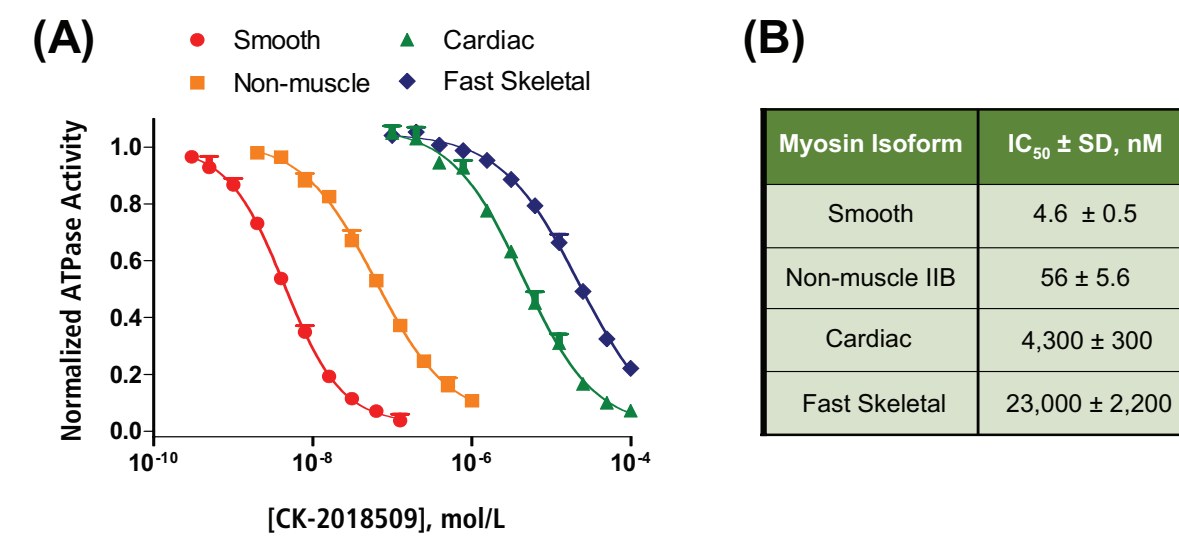 (A)
Smooth
Cardiac
Non-muscle
Fast Skeletal
Normalized ATPase Activity
1.0
0.8
0.6
0.4
0.2
0.0
10⁻¹⁰ 10⁻⁸ 10⁻⁶ 10⁻⁴
[CK-2018509], mol/L
(B)
Myosin Isoform IC₅₀ ± SD, nM
Smooth 4.6 ± 0.5
Non-muscle IIB 56 ± 5.6
Cardiac 4,300 ± 300
Fast Skeletal 23,000 ± 2,200